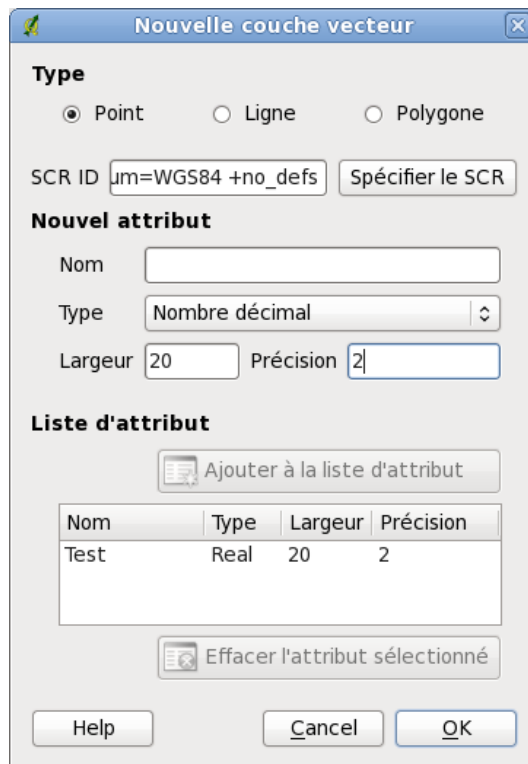 Nouvelle couche vecteur
Type
Point Ligne Polygone
SCR ID um=WGS84 +no_defs Spécifier le SCR
Nouvel attribut
Nom
Type Nombre décimal
Largeur 20 Précision 2
Liste d'attribut
Ajouter à la liste d'attribut
Nom Type Largeur Précision
Test Real 20 2
Effacer l'attribut sélectionné
Help Cancel OK